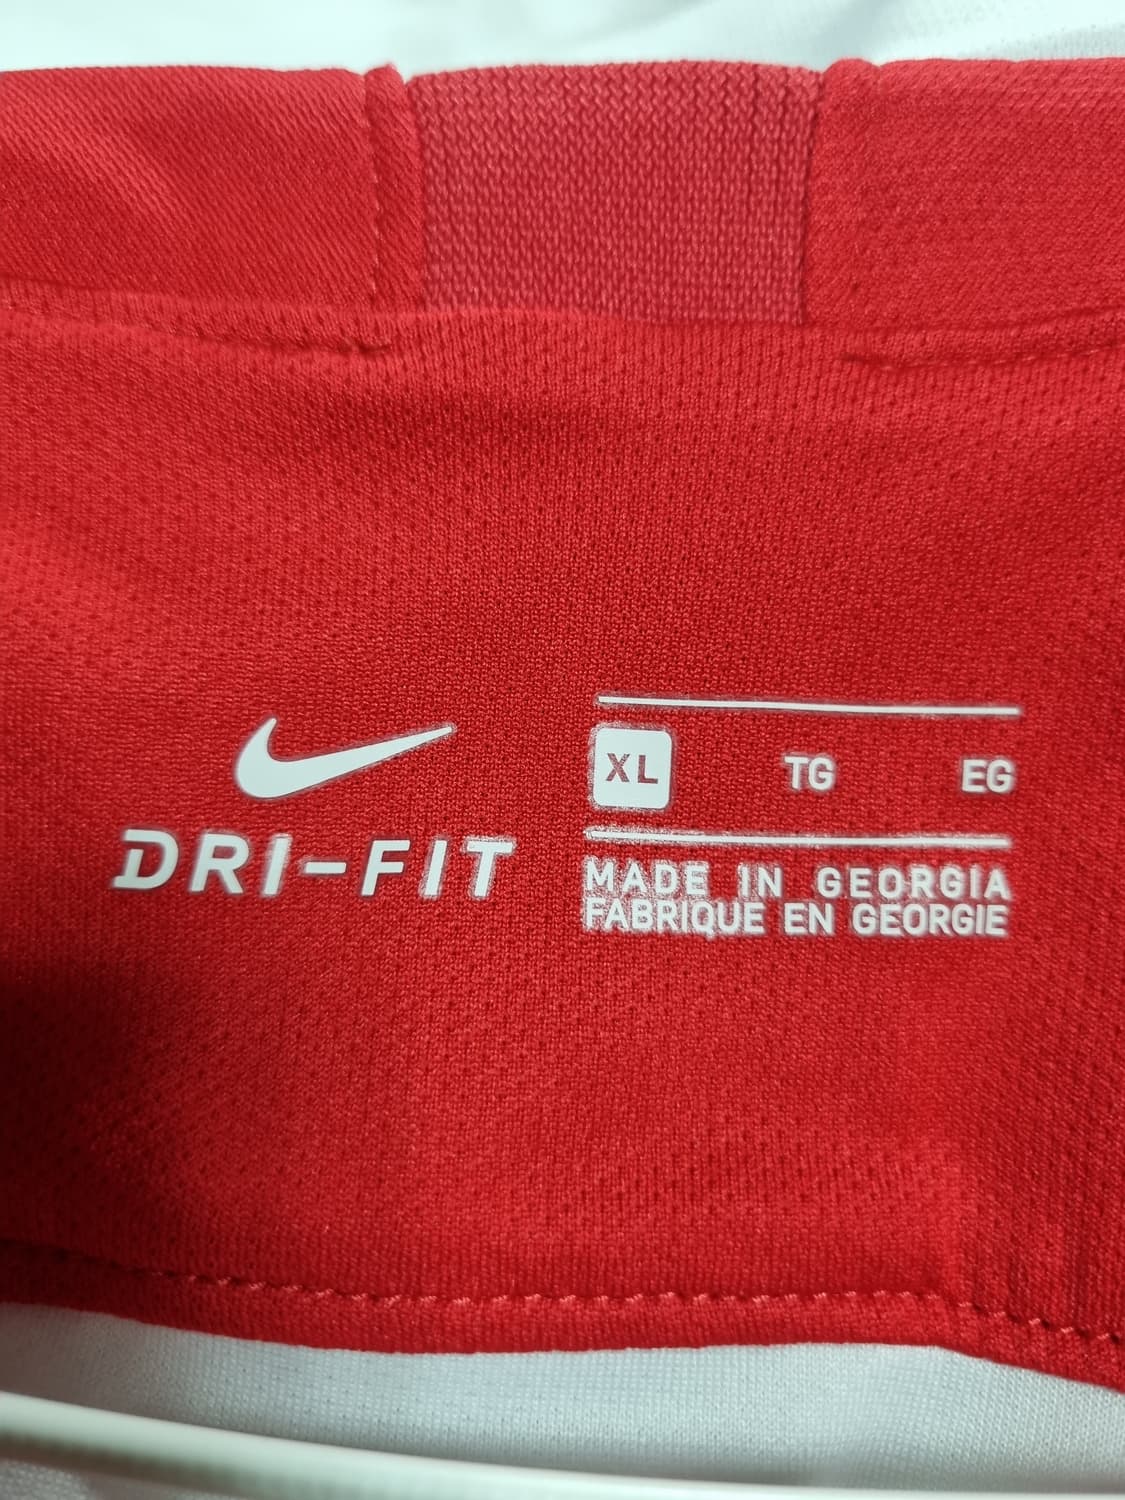 DRI-FIT
XL TG EG
MADE IN GEORGIA
FABRIQUE EN GEORGIE